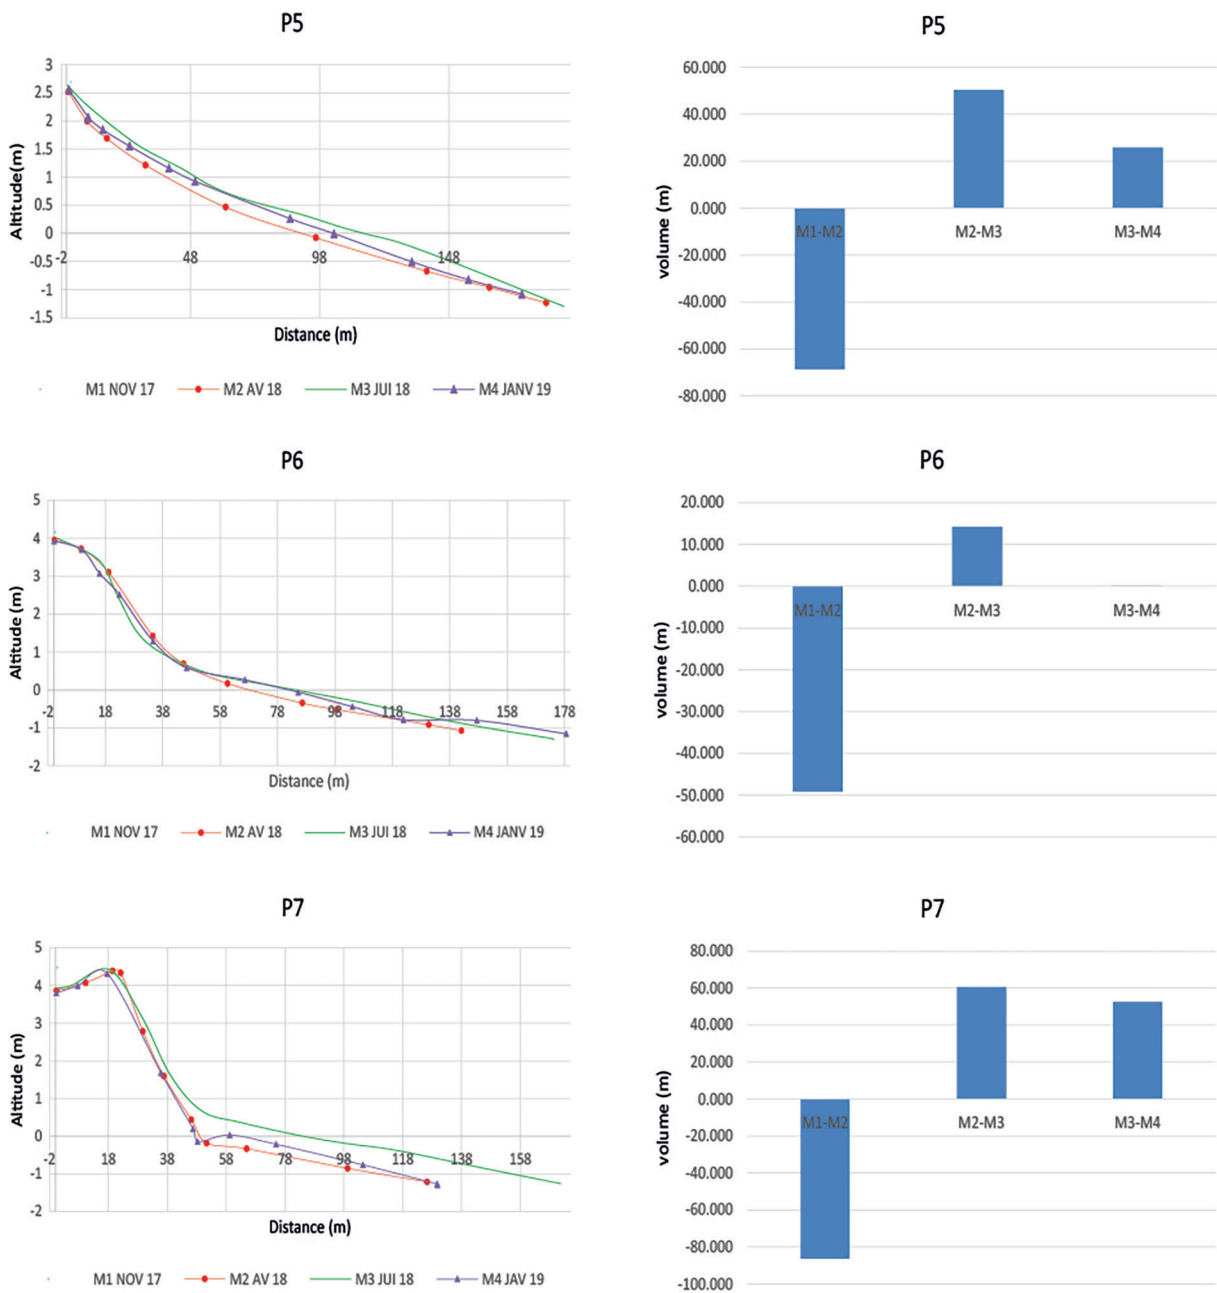 P5
3
2.5
2
1.5
1
0.5
0
-0.5
-1
-1.5
-2 48 98 148
Altitude(m)
Distance (m)
M1 NOV 17 M2 AV 18 M3 JUI 18 M4 JANV 19
P5
60.000
40.000
20.000
0.000
-20.000
-40.000
-60.000
-80.000
volume (m)
M1-M2 M2-M3 M3-M4
P6
5
4
3
2
1
0
-1
-2
-2 18 38 58 78 98 118 138 158 178
Altitude (m)
Distance (m)
M1 NOV 17 M2 AV 18 M3 JUI 18 M4 JANV 19
P6
20.000
10.000
0.000
-10.000
-20.000
-30.000
-40.000
-50.000
-60.000
volume (m)
M1-M2 M2-M3 M3-M4
P7
5
4
3
2
1
0
-1
-2
-2 18 38 58 78 98 118 138 158
Altitude (m)
Distance (m)
M1 NOV 17 M2 AV 18 M3 JUI 18 M4 JAV 19
P7
80.000
60.000
40.000
20.000
0.000
-20.000
-40.000
-60.000
-80.000
-100.000
volume (m)
M1-M2 M2-M3 M3-M4